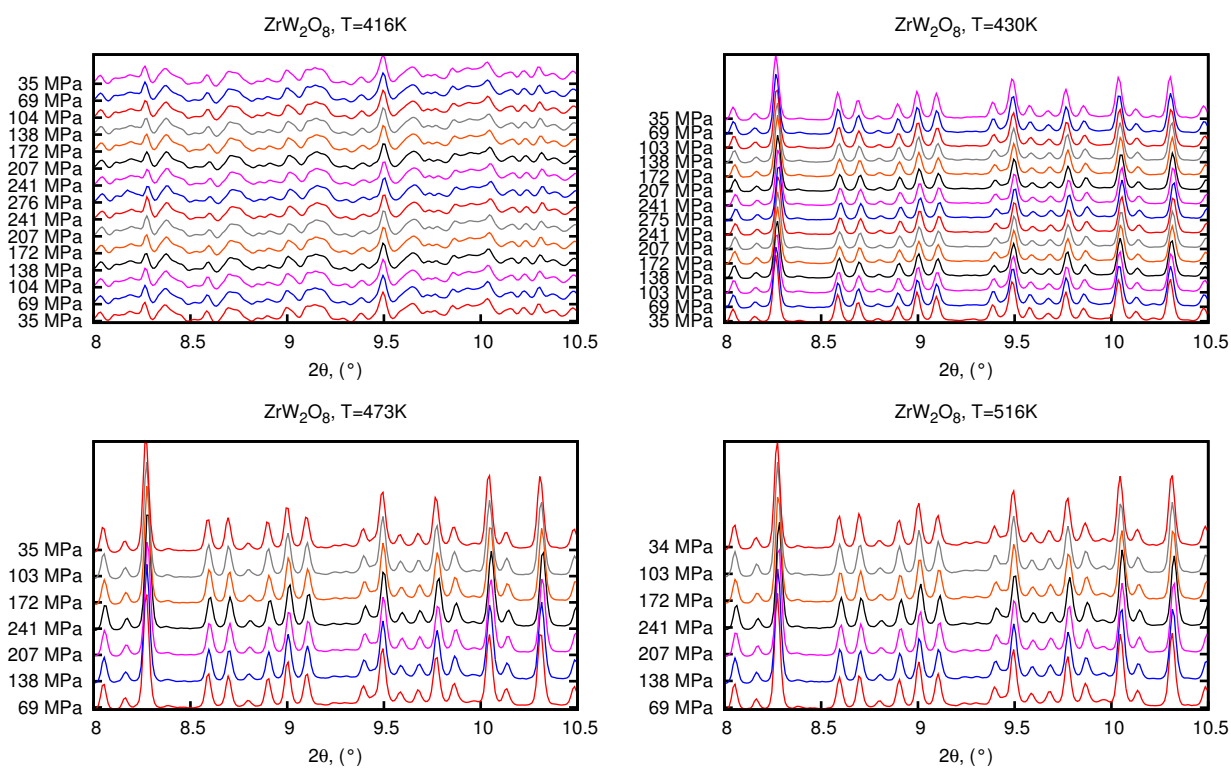 ZrW₂O₈, T=416K
35 MPa
69 MPa
104 MPa
138 MPa
172 MPa
207 MPa
241 MPa
276 MPa
241 MPa
207 MPa
172 MPa
138 MPa
104 MPa
69 MPa
35 MPa
8 8.5 9 9.5 10 10.5
2θ, (°)
ZrW₂O₈, T=430K
35 MPa
69 MPa
103 MPa
138 MPa
172 MPa
207 MPa
241 MPa
275 MPa
241 MPa
207 MPa
172 MPa
138 MPa
103 MPa
69 MPa
35 MPa
8 8.5 9 9.5 10 10.5
2θ, (°)
ZrW₂O₈, T=473K
35 MPa
103 MPa
172 MPa
241 MPa
207 MPa
138 MPa
69 MPa
8 8.5 9 9.5 10 10.5
2θ, (°)
ZrW₂O₈, T=516K
34 MPa
103 MPa
172 MPa
241 MPa
207 MPa
138 MPa
69 MPa
8 8.5 9 9.5 10 10.5
2θ, (°)